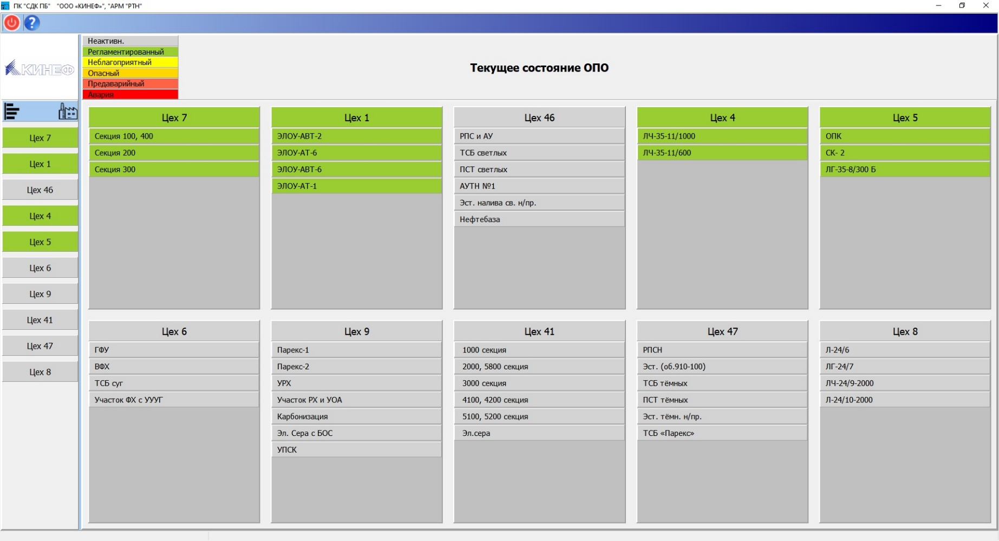 ПК "СДК ПБ" "ООО «КИНЕФ»", "АРМ "РТН"
КИНЕФ
Неактивн.
Регламентированный
Неблагоприятный
Опасный
Предаварийный
Авария
Текущее состояние ОПО
Цех 7
Цех 1
Цех 46
Цех 4
Цех 5
Цех 6
Цех 9
Цех 41
Цех 47
Цех 8
Цех 7
Секция 100, 400
Секция 200
Секция 300
Цех 1
ЭЛОУ-АВТ-2
ЭЛОУ-АТ-6
ЭЛОУ-АВТ-6
ЭЛОУ-АТ-1
Цех 46
РПС и АУ
ТСБ светлых
ПСТ светлых
АУТН №1
Эст. налива св. н/пр.
Нефтебаза
Цех 4
ЛЧ-35-11/1000
ЛЧ-35-11/600
Цех 5
ОПК
СК- 2
ЛГ-35-8/300 Б
Цех 6
ГФУ
ВФХ
ТСБ суг
Участок ФХ с УУУГ
Цех 9
Парекс-1
Парекс-2
УРХ
Участок РХ и УОА
Карбонизация
Эл. Сера с БОС
УПСК
Цех 41
1000 секция
2000, 5800 секция
3000 секция
4100, 4200 секция
5100, 5200 секция
Эл.сера
Цех 47
РПСН
Эст. (об.910-100)
ТСБ тёмных
ПСТ тёмных
Эст. тёмн. н/пр.
ТСБ «Парекс»
Цех 8
Л-24/6
ЛГ-24/7
ЛЧ-24/9-2000
Л-24/10-2000